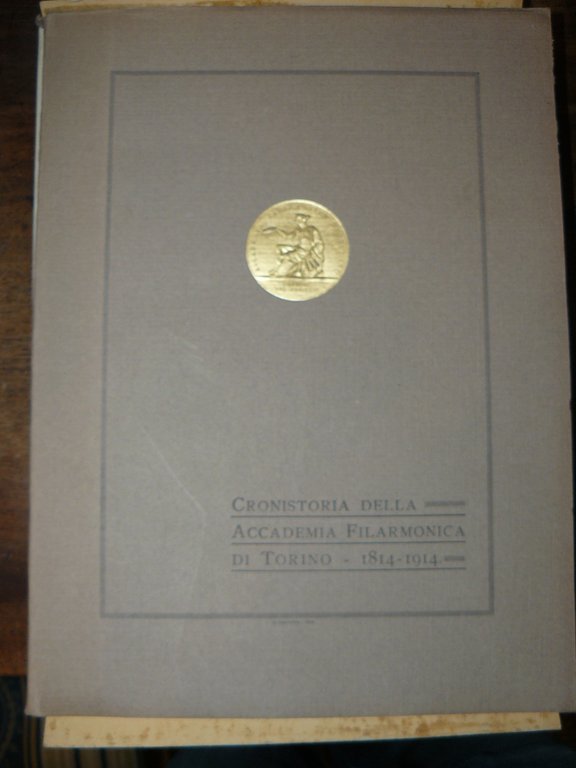 CRONISTORIA DELLA
ACCADEMIA FILARMONICA
DI TORINO - 1814-1914